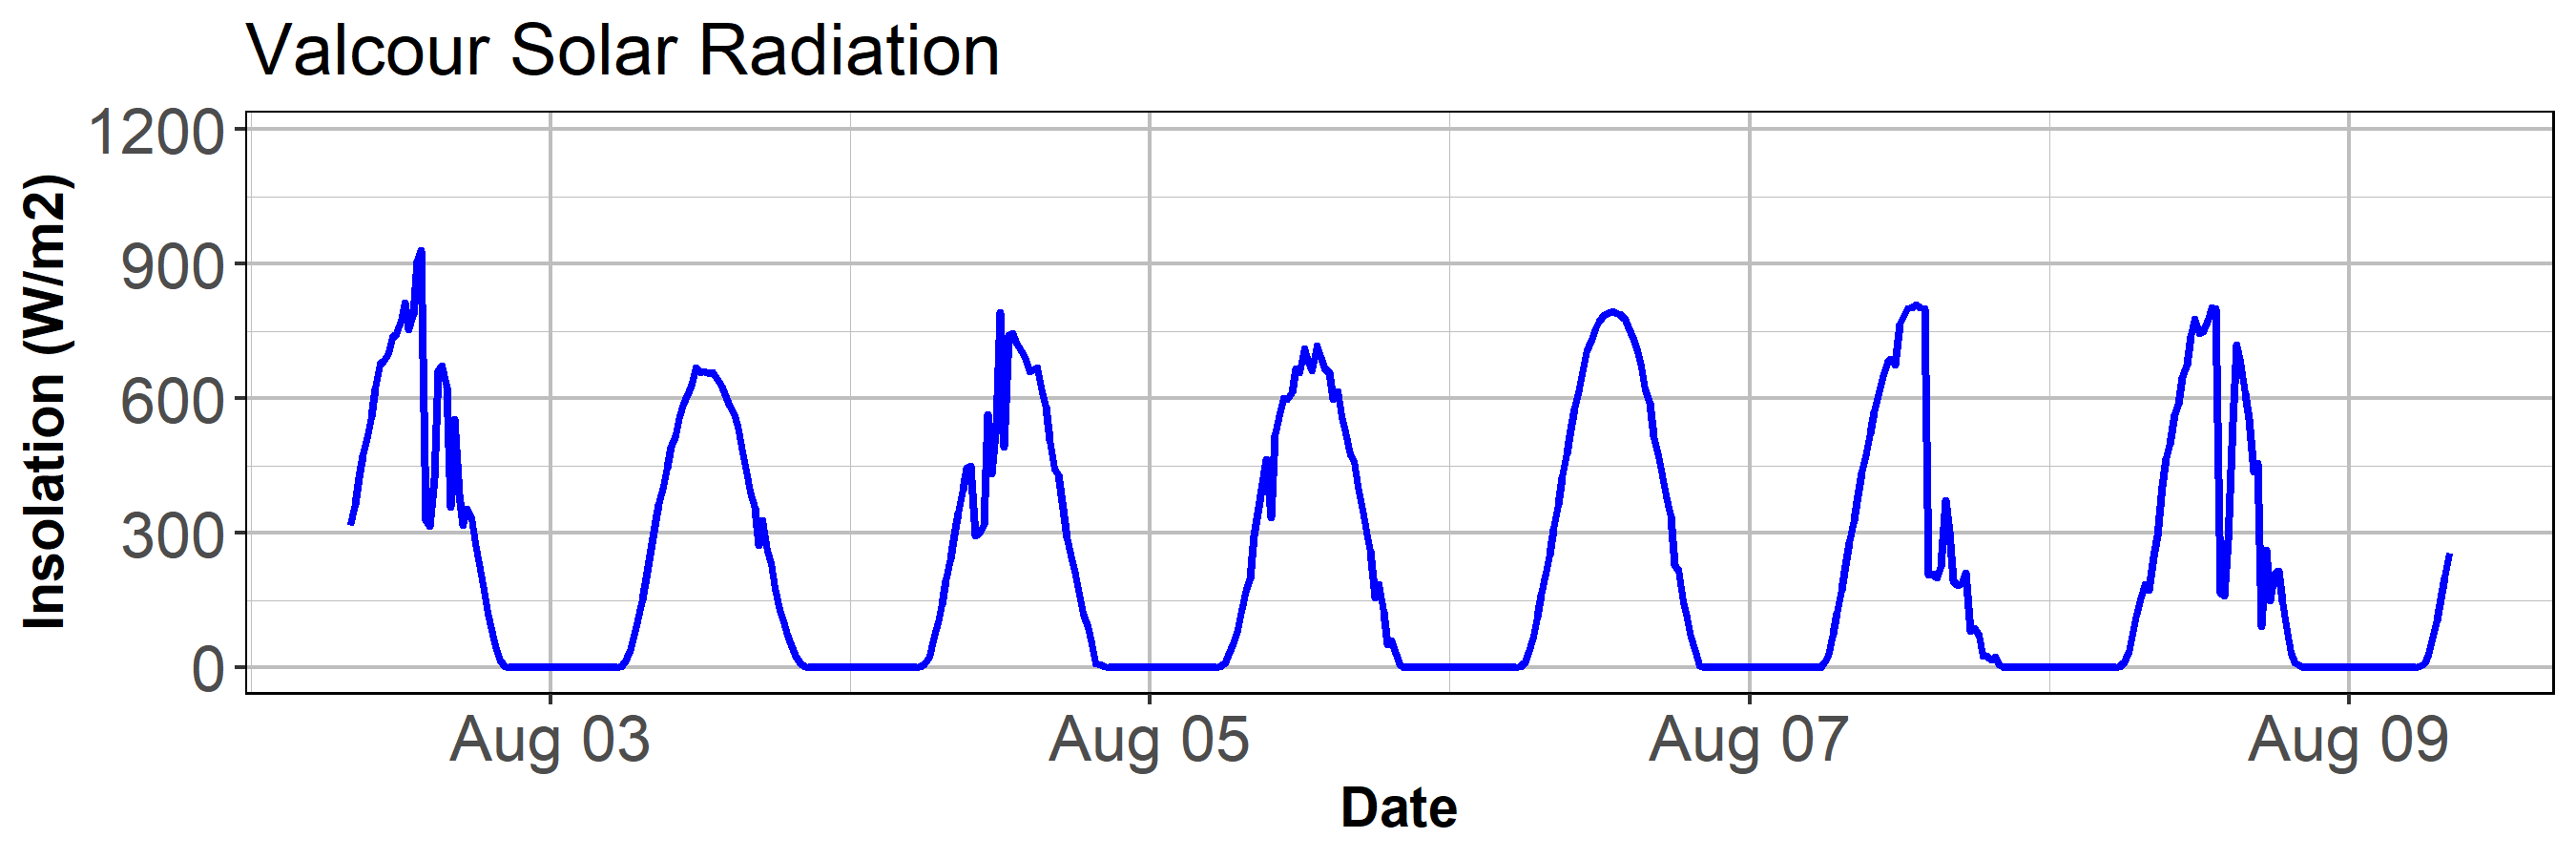 Valcour Solar Radiation
Insolation (W/m2)
1200
900
600
300
0
Aug 03 Aug 05 Aug 07 Aug 09
Date